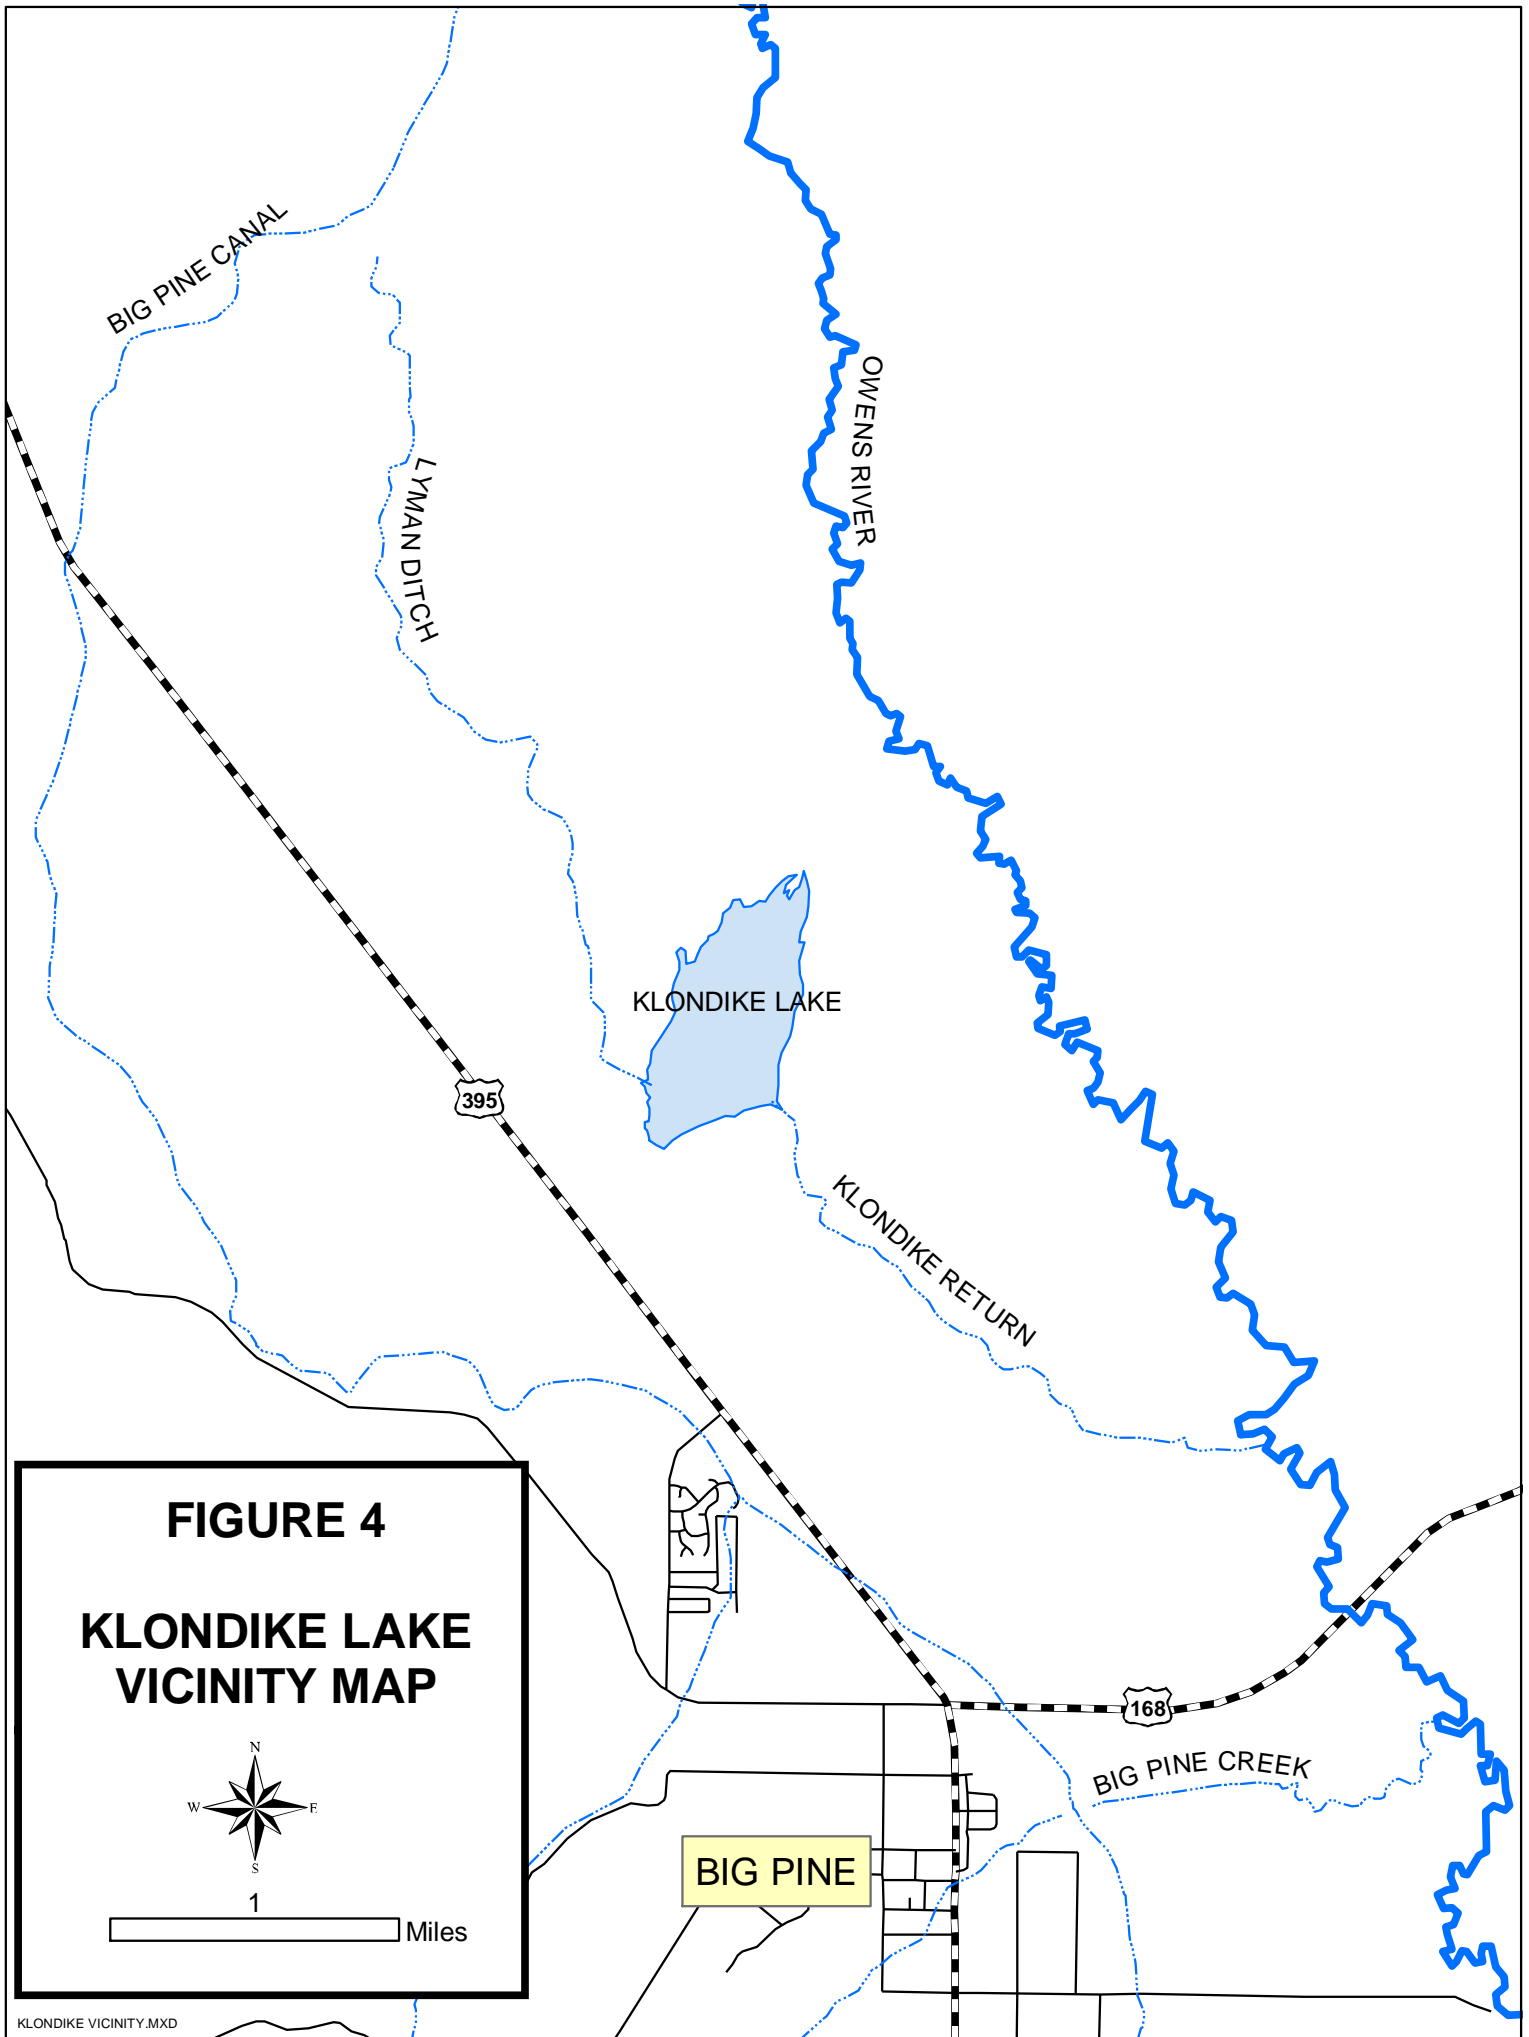 BIG PINE CANAL
OWENS RIVER
LYMAN DITCH
KLONDIKE LAKE
395
KLONDIKE RETURN
168
BIG PINE CREEK
BIG PINE
FIGURE 4
KLONDIKE LAKE
VICINITY MAP
N
W E
S
1
Miles
KLONDIKE VICINITY.MXD